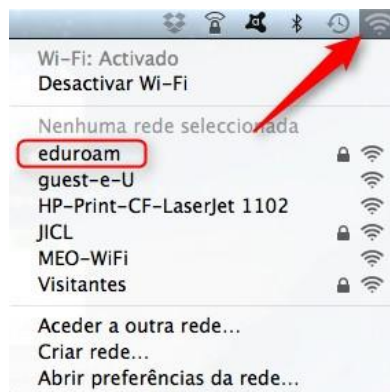 Wi-Fi: Activado
Desactivar Wi-Fi
Nenhuma rede seleccionada
eduroam
guest-e-U
HP-Print-CF-LaserJet 1102
JICL
MEO-WiFi
Visitantes
Aceder a outra rede...
Criar rede...
Abrir preferências da rede...